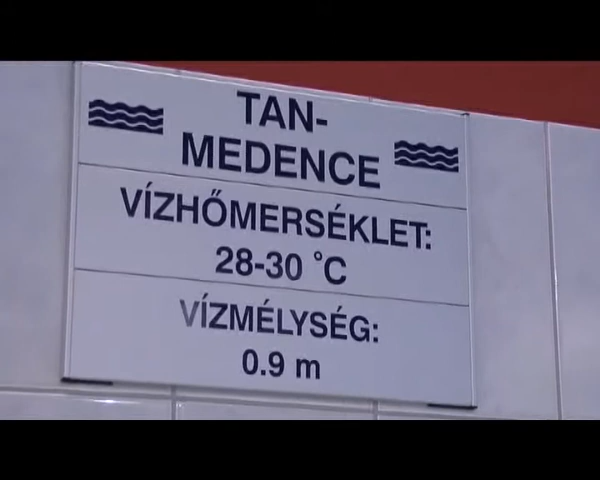 TAN-
MEDENCE
VÍZHŐMERSÉKLET:
28-30 °C
VÍZMÉLYSÉG:
0.9 m